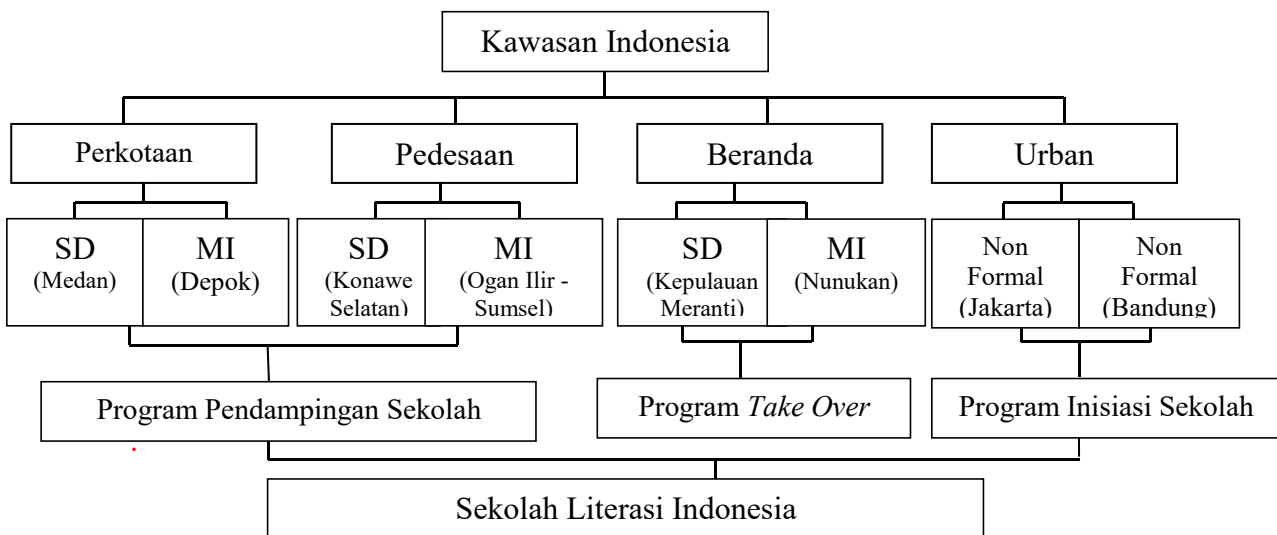 Kawasan Indonesia
Perkotaan
Pedesaan
Beranda
Urban
SD
(Medan)
MI
(Depok)
SD
(Konawe
Selatan)
MI
(Ogan Ilir -
Sumsel)
SD
(Kepulauan
Meranti)
MI
(Nunukan)
Non
Formal
(Jakarta)
Non
Formal
(Bandung)
Program Pendampingan Sekolah
Program Take Over
Program Inisiasi Sekolah
Sekolah Literasi Indonesia